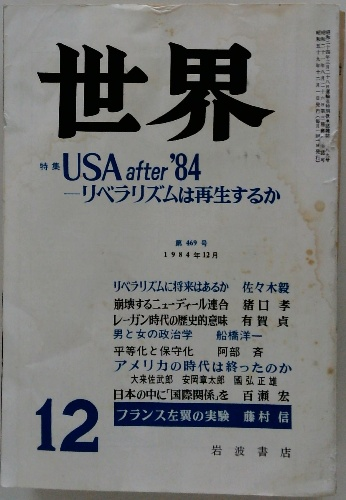 世界
特集 USA after '84
―リベラリズムは再生するか
第469号
1984年12月
リベラリズムに将来はあるか 佐々木毅
崩壊するニューディール連合 猪口孝
レーガン時代の歴史的意味 有賀貞
男と女の政治学 船橋洋一
平等化と保守化 阿部斉
アメリカの時代は終ったのか
大来佐武郎 安岡章太郎 國弘正雄
日本の中に「国際関係」を 百瀬宏
フランス左翼の実験 藤村信
12
岩波書店